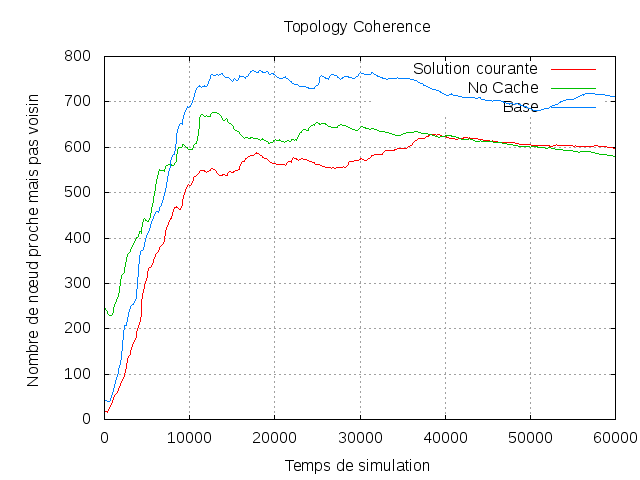 Topology Coherence
Nombre de nœud proche mais pas voisin
800
700
600
500
400
300
200
100
0
Solution courante
No Cache
Base
0 10000 20000 30000 40000 50000 60000
Temps de simulation